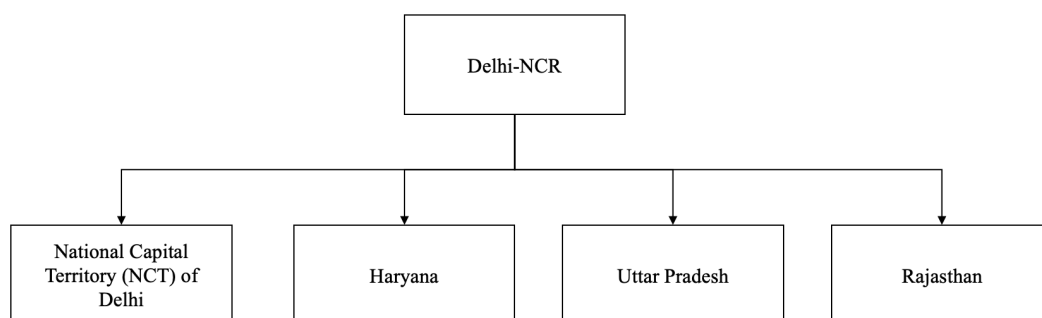 Delhi-NCR
National Capital
Territory (NCT) of
Delhi
Haryana
Uttar Pradesh
Rajasthan